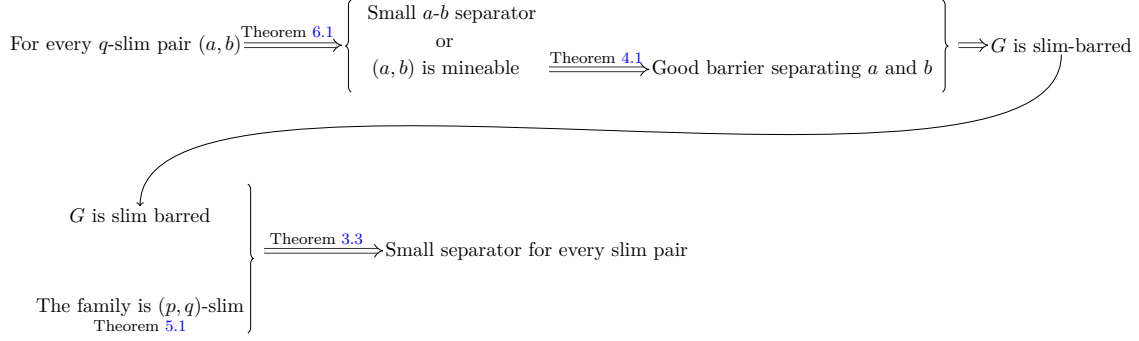 Small a-b separator
For every q-slim pair (a, b) Theorem 6.1 or G is slim-barred
(a, b) is mineable Theorem 4.1 Good barrier separating a and b
G is slim barred
Theorem 3.3 Small separator for every slim pair
The family is (p, q)-slim
Theorem 5.1